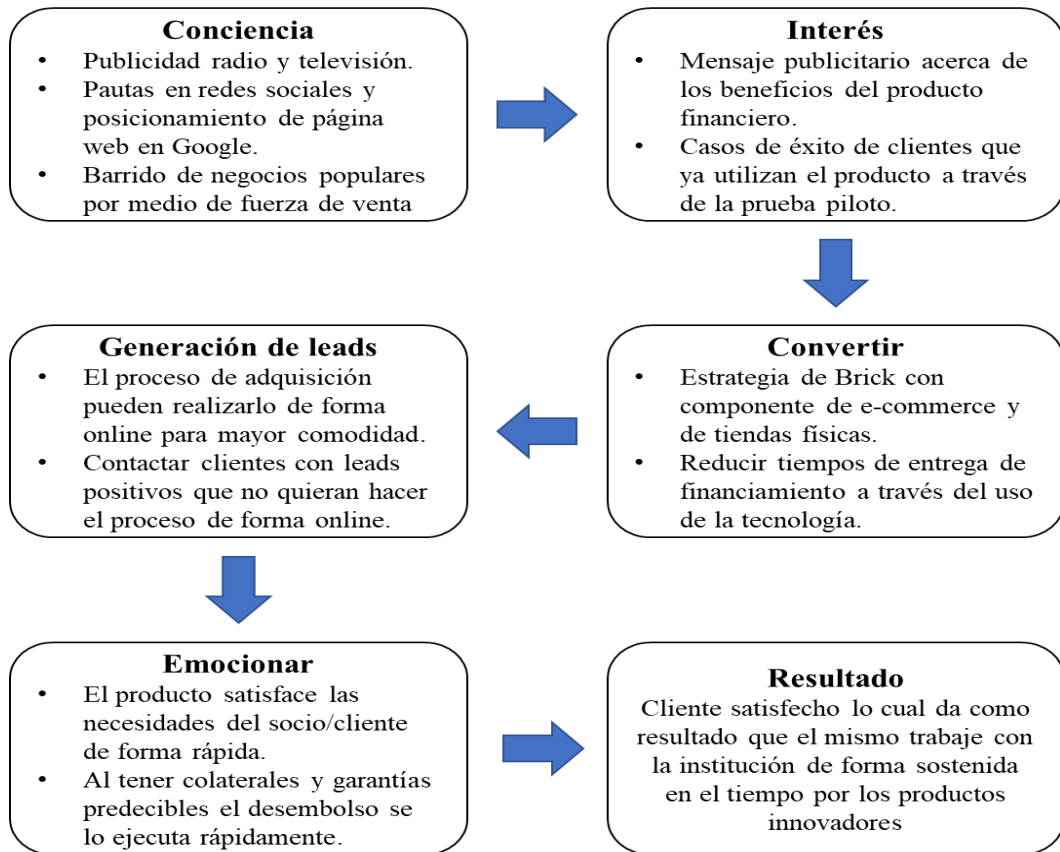 Conciencia
• Publicidad radio y televisión.
• Pautas en redes sociales y
posicionamiento de página
web en Google.
• Barrido de negocios populares
por medio de fuerza de venta
Interés
• Mensaje publicitario acerca de
los beneficios del producto
financiero.
• Casos de éxito de clientes que
ya utilizan el producto a través
de la prueba piloto.
Convertir
• Estrategia de Brick con
componente de e-commerce y
de tiendas físicas.
• Reducir tiempos de entrega de
financiamiento a través del uso
de la tecnología.
Generación de leads
• El proceso de adquisición
pueden realizarlo de forma
online para mayor comodidad.
• Contactar clientes con leads
positivos que no quieran hacer
el proceso de forma online.
Emocionar
• El producto satisface las
necesidades del socio/cliente
de forma rápida.
• Al tener colaterales y garantías
predecibles el desembolso se
lo ejecuta rápidamente.
Resultado
Cliente satisfecho lo cual da como
resultado que el mismo trabaje con
la institución de forma sostenida
en el tiempo por los productos
innovadores